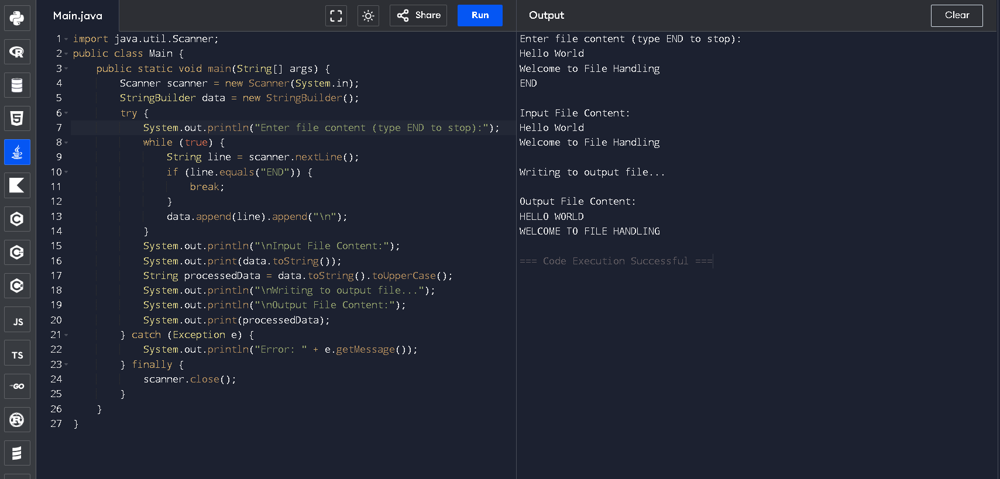 Main.java
Share
Run
Output
Clear
1 import java.util.Scanner;
2 public class Main {
3     public static void main(String[] args) {
4         Scanner scanner = new Scanner(System.in);
5         StringBuilder data = new StringBuilder();
6         try {
7             System.out.println("Enter file content (type END to stop):");
8             while (true) {
9                 String line = scanner.nextLine();
10                 if (line.equals("END")) {
11                     break;
12                 }
13                 data.append(line).append("\n");
14             }
15             System.out.println("\nInput File Content:");
16             System.out.print(data.toString());
17             String processedData = data.toString().toUpperCase();
18             System.out.println("\nWriting to output file...");
19             System.out.println("\nOutput File Content:");
20             System.out.print(processedData);
21         } catch (Exception e) {
22             System.out.println("Error: " + e.getMessage());
23         } finally {
24             scanner.close();
25         }
26     }
27 }
Enter file content (type END to stop):
Hello World
Welcome to File Handling
END
Input File Content:
Hello World
Welcome to File Handling
Writing to output file...
Output File Content:
HELLO WORLD
WELCOME TO FILE HANDLING
=== Code Execution Successful ===
R
5
C
C
C
JS
TS
GO
R